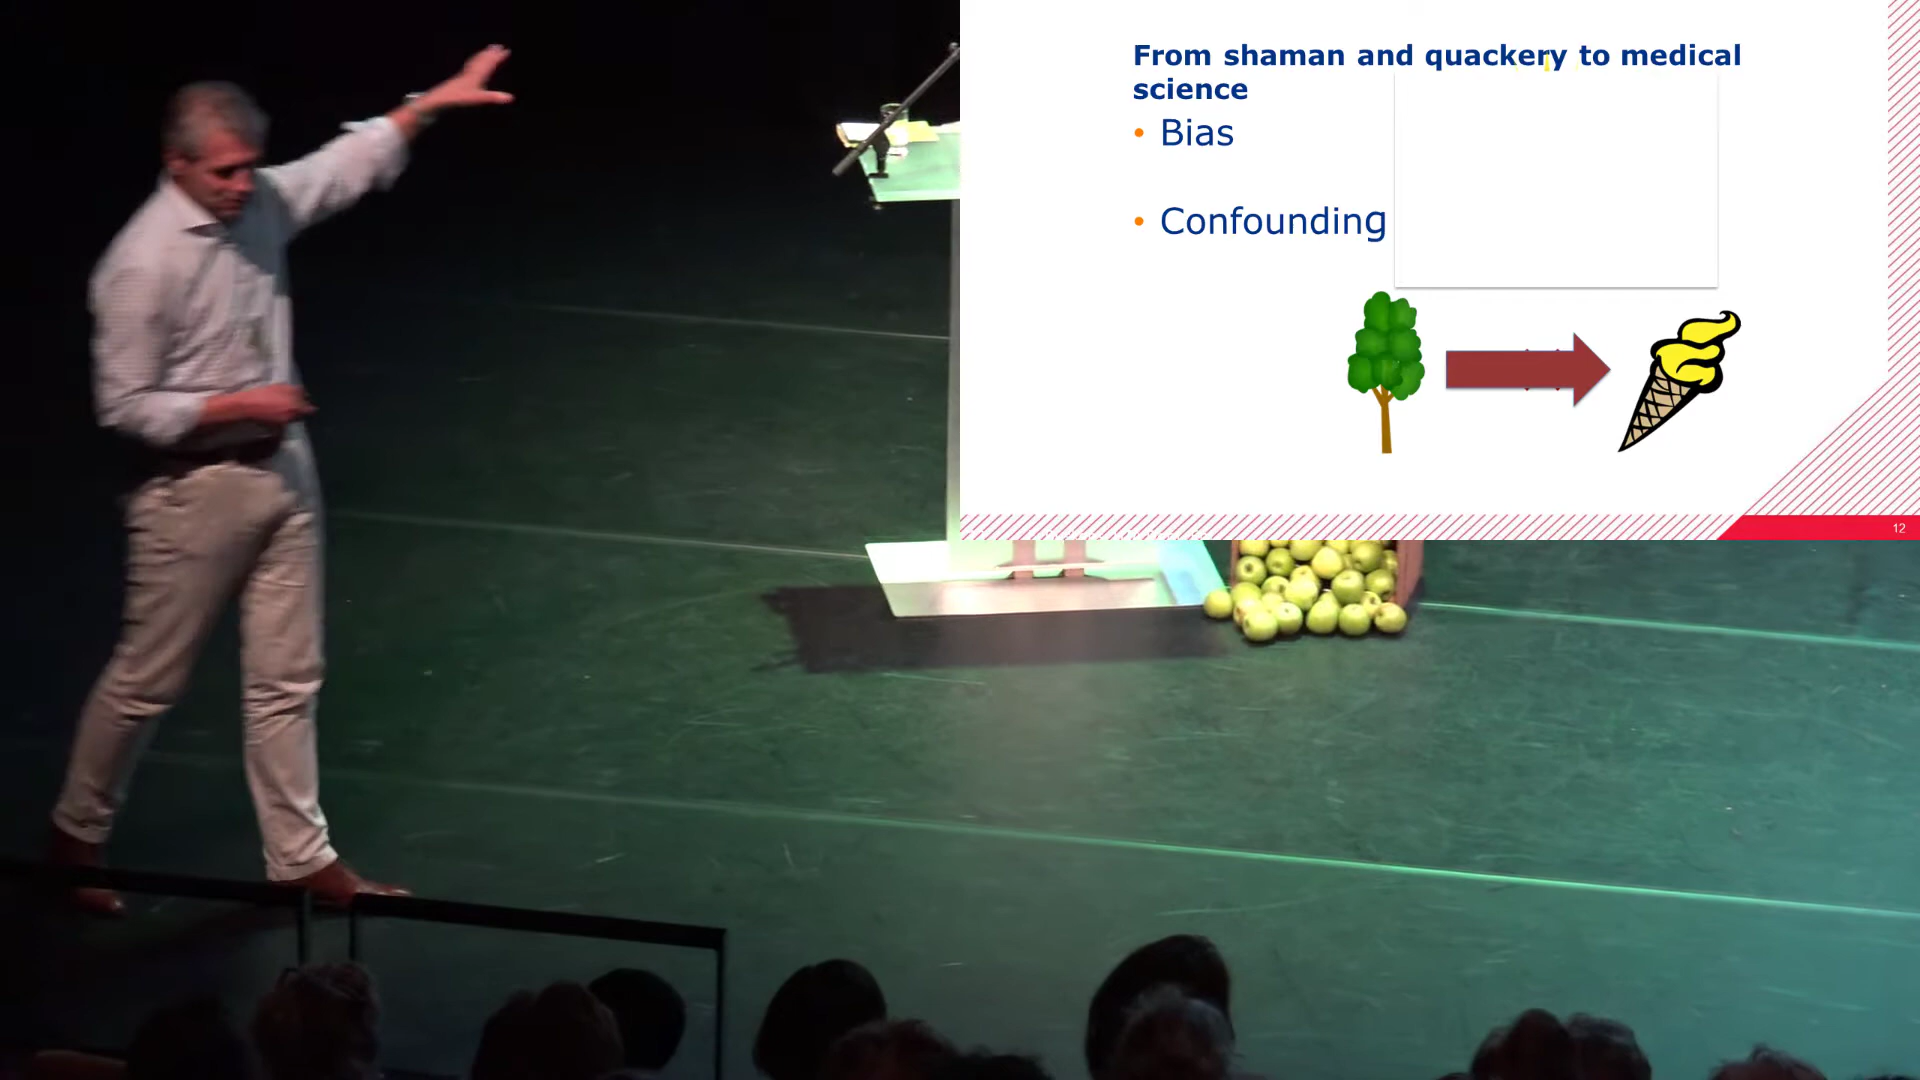 From shaman and quackery to medical
science
• Bias
• Confounding
12